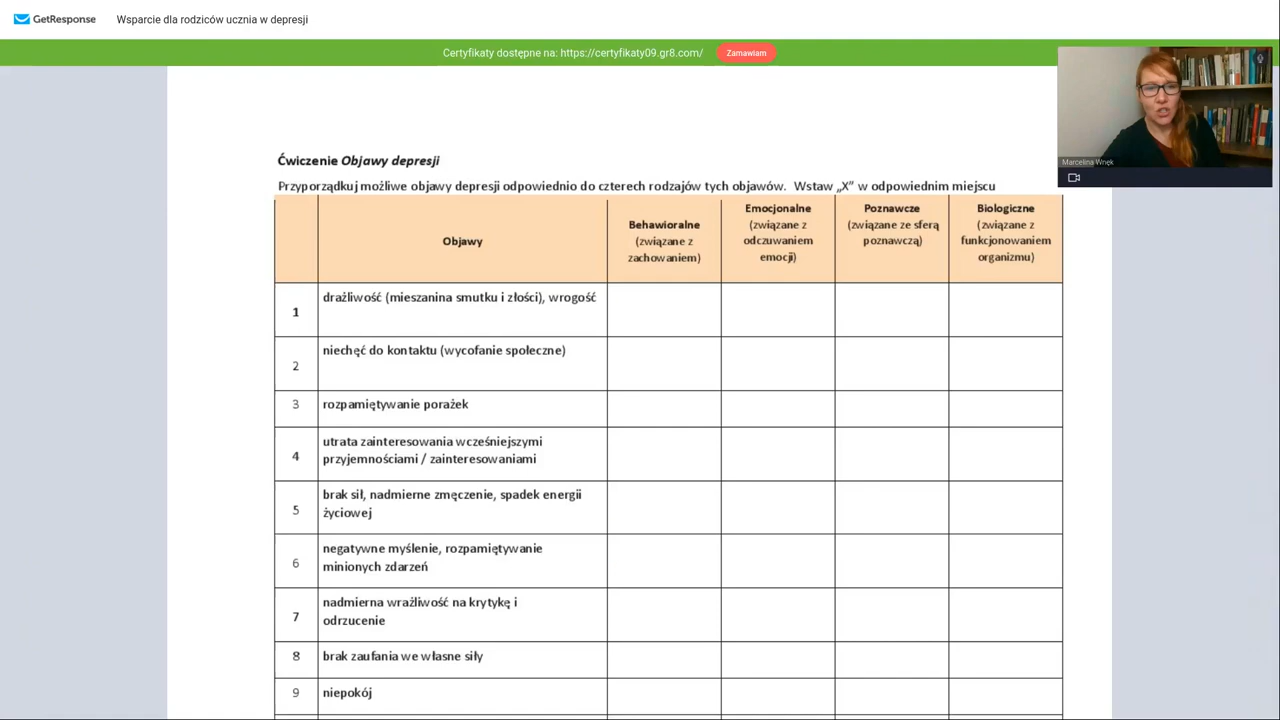 GetResponse
Wsparcie dla rodziców ucznia w depresji
Certyfikaty dostępne na: https://certyfikaty09.gr8.com/
Zamawiam
Marcelina Wnęk
Ćwiczenie Objawy depresji
Przyporządkuj możliwe objawy depresji odpowiednio do czterech rodzajów tych objawów. Wstaw „X” w odpowiednim miejscu
Objawy
Behawioralne
(związane z
zachowaniem)
Emocjonalne
(związane z
odczuwaniem
emocji)
Poznawcze
(związane ze sferą
poznawczą)
Biologiczne
(związane z
funkcjonowaniem
organizmu)
1
drażliwość (mieszanina smutku i złości), wrogość
2
niechęć do kontaktu (wycofanie społeczne)
3
rozpamiętywanie porażek
4
utrata zainteresowania wcześniejszymi
przyjemnościami / zainteresowaniami
5
brak sił, nadmierne zmęczenie, spadek energii
życiowej
6
negatywne myślenie, rozpamiętywanie
minionych zdarzeń
7
nadmierna wrażliwość na krytykę i
odrzucenie
8
brak zaufania we własne siły
9
niepokój